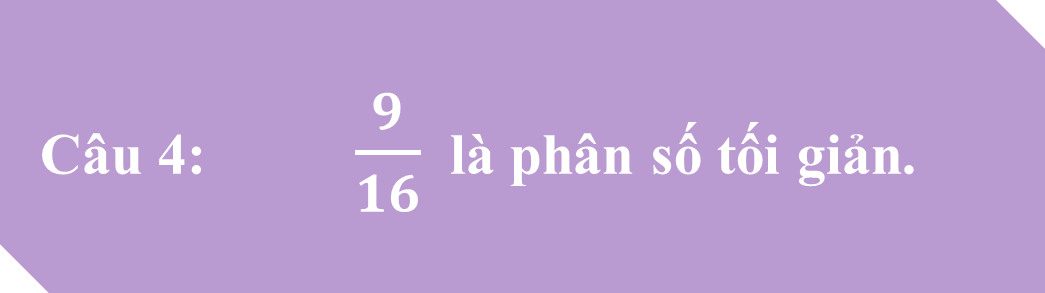 Câu 4: 9/16 là phân số tối giản.